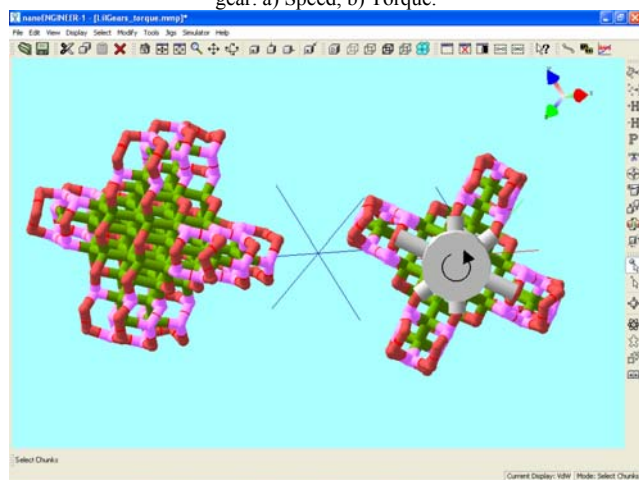 gear: a) Speed; b) Torque.
nanoENGINEER-1 - [LilGears_torque.mmp]*
File Edit View Display Select Modify Tools Jigs Simulator Help
Select Chunks
Current Display: VdW Mode: Select Chunks